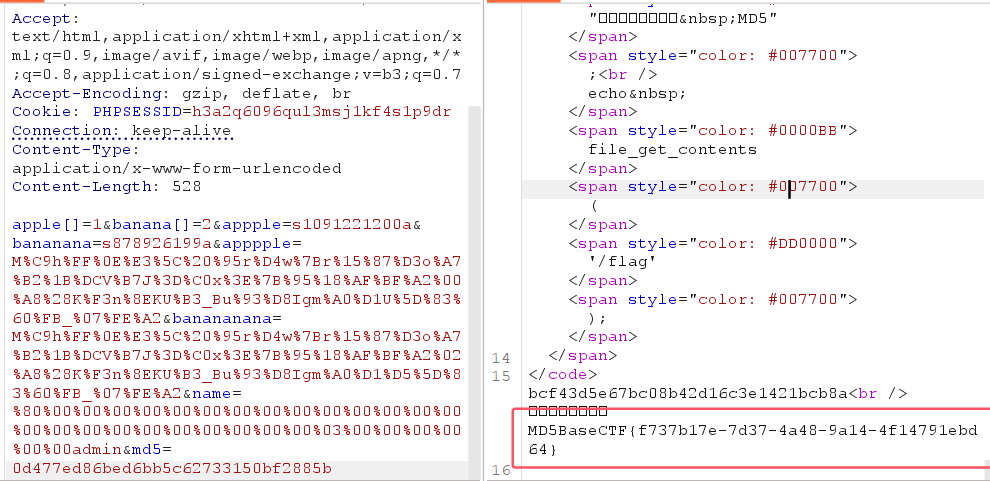 Accept:
text/html,application/xhtml+xml,application/x
ml;q=0.9,image/avif,image/webp,image/apng,*/*
;q=0.8,application/signed-exchange;v=b3;q=0.7
Accept-Encoding: gzip, deflate, br
Cookie: PHPSESSID=h3a2q6096qul3msj1kf4s1p9dr
Connection: keep-alive
Content-Type:
application/x-www-form-urlencoded
Content-Length: 528
apple[]=1&banana[]=2&appple=s1091221200a&
bananana=s878926199a&apppple=
M%C9h%FF%0E%E3%5C%20%95r%D4w%7Br%15%87%D3o%A7
%B2%1B%DCV%B7J%3D%C0x%3E%7B%95%18%AF%BF%A2%00
%A8%28K%F3n%8EKU%B3_Bu%93%D8Igm%A0%D1U%5D%83%
60%FB_%07%FE%A2&banananana=
M%C9h%FF%0E%E3%5C%20%95r%D4w%7Br%15%87%D3o%A7
%B2%1B%DCV%B7J%3D%C0x%3E%7B%95%18%AF%BF%A2%02
%A8%28K%F3n%8EKU%B3_Bu%93%D8Igm%A0%D1%D5%5D%8
3%60%FB_%07%FE%A2&name=
%80%00%00%00%00%00%00%00%00%00%00%00%00%00%00
%00%00%00%00%00%00%00%00%00%03%00%00%00%00%00
%00%00admin&md5=
0d477ed86bed6bb5c62733150bf2885b
"□□□□□□□□&nbsp;MD5"
</span>
<span style="color: #007700">
;<br />
echo&nbsp;
</span>
<span style="color: #0000BB">
file_get_contents
</span>
<span style="color: #007700">
(
</span>
<span style="color: #DD0000">
'/flag'
</span>
<span style="color: #007700">
);
</span>
14 </span>
15 </code>
bcf43d5e67bc08b42d16c3e1421bcb8a<br />
□□□□□□□□
MD5BaseCTF{f737b17e-7d37-4a48-9a14-4f14791ebd
64}
16